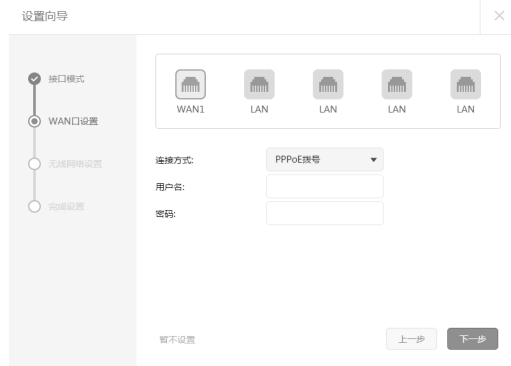 设置向导
接口模式
WAN口设置
无线网络设置
完成设置
WAN1 LAN LAN LAN LAN
连接方式: PPPoE拨号
用户名:
密码:
暂不设置 上一步 下一步